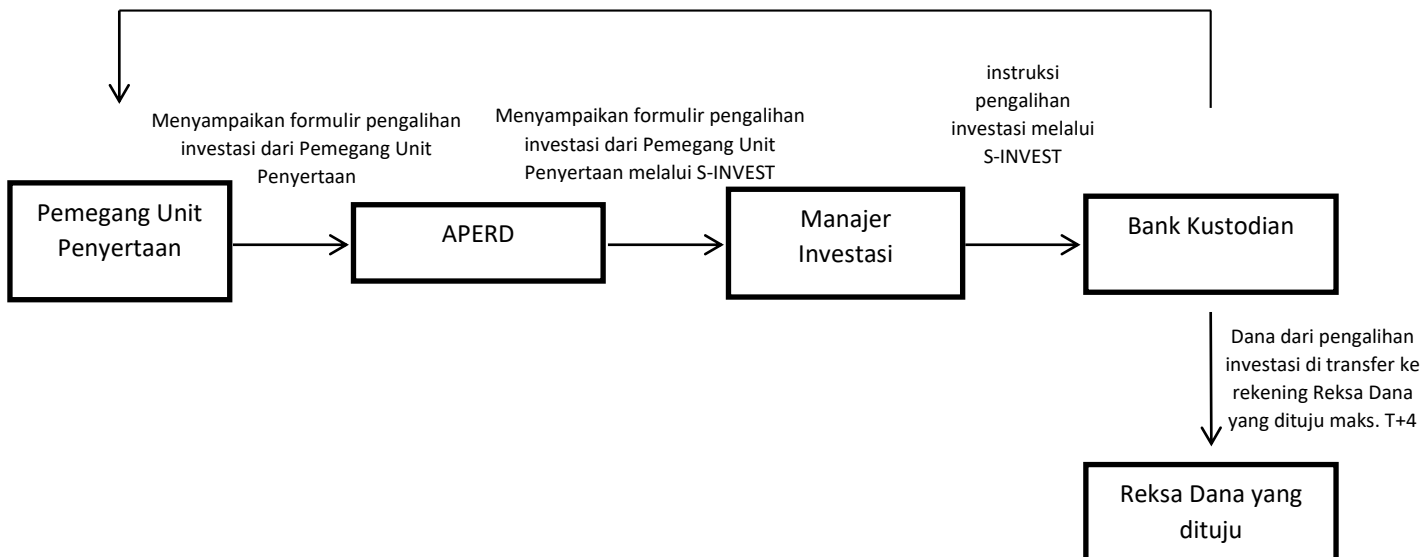 Menyampaikan formulir pengalihan
investasi dari Pemegang Unit
Penyertaan
Menyampaikan formulir pengalihan
investasi dari Pemegang Unit
Penyertaan melalui S-INVEST
instruksi
pengalihan
investasi melalui
S-INVEST
Pemegang Unit
Penyertaan
APERD
Manajer
Investasi
Bank Kustodian
Dana dari pengalihan
investasi di transfer ke
rekening Reksa Dana
yang dituju maks. T+4
Reksa Dana yang
dituju